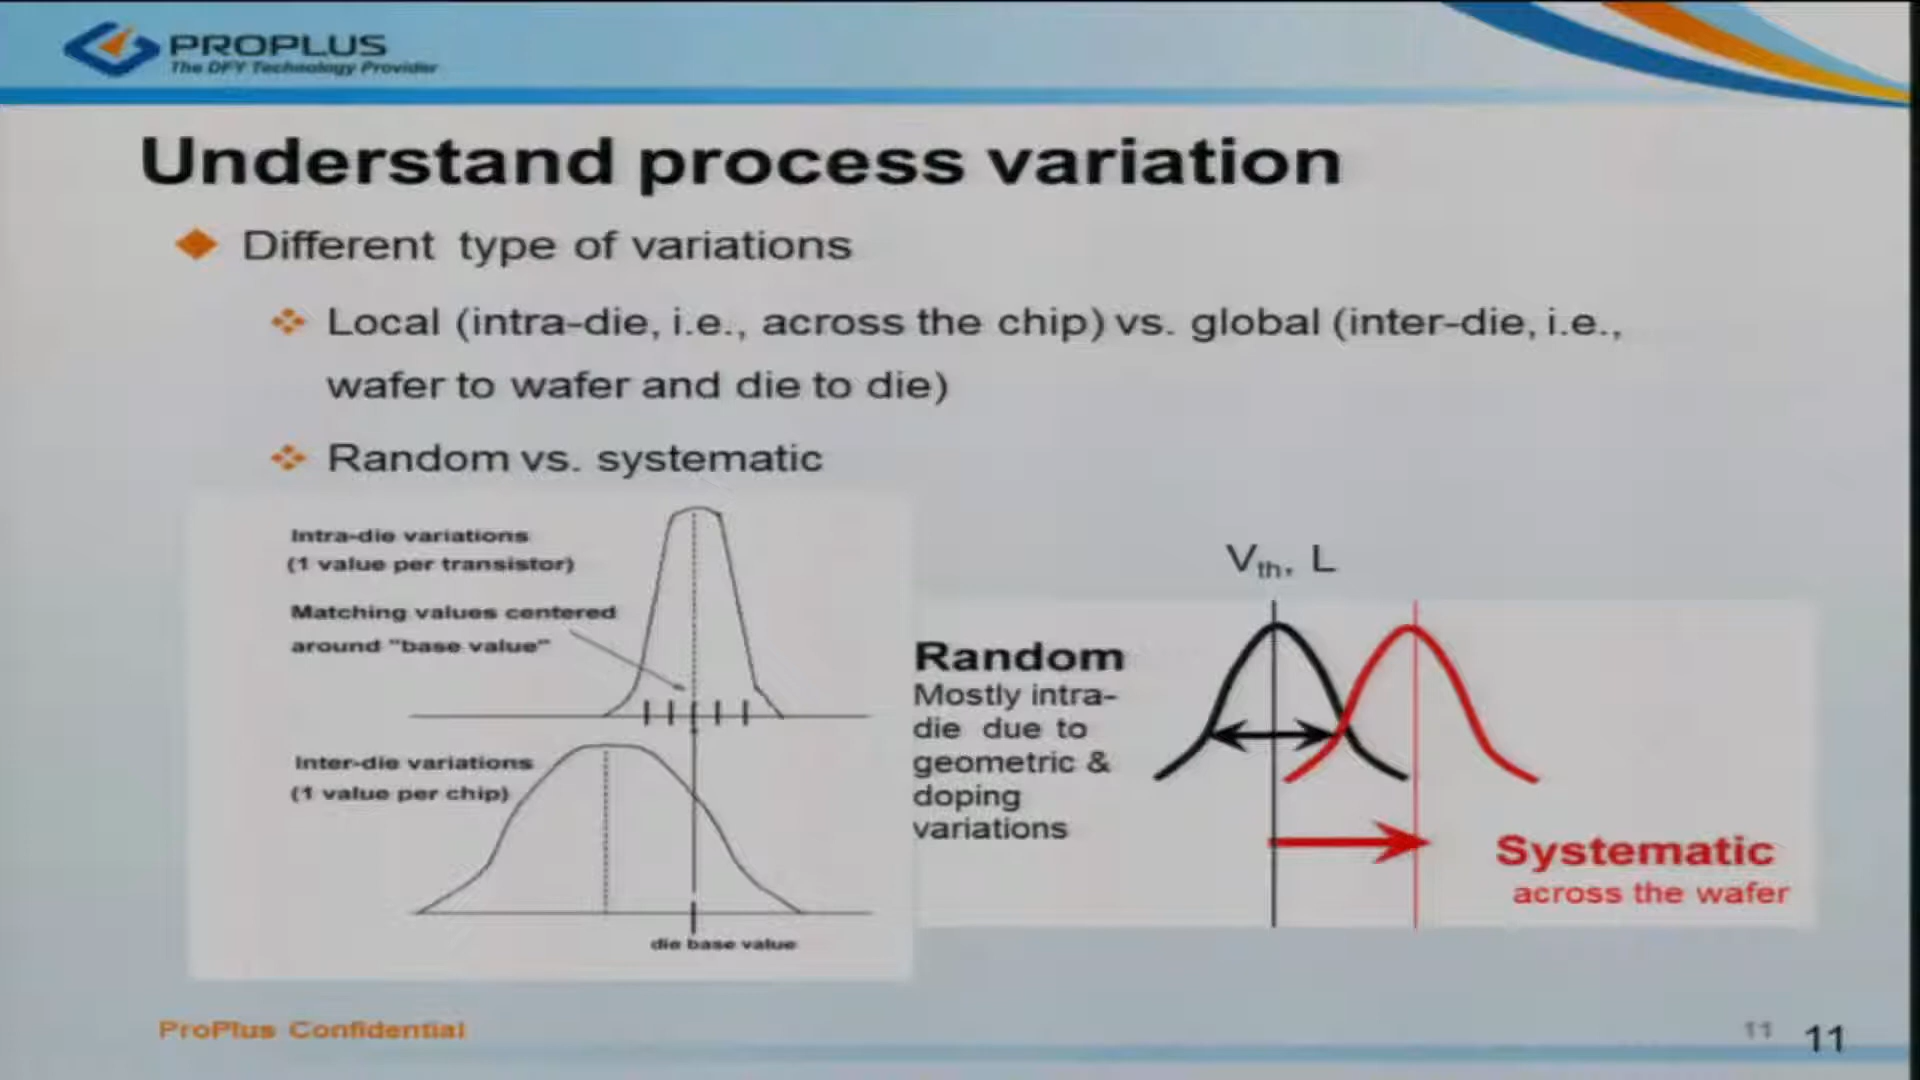 PROPLUS
The DFY Technology Provider
Understand process variation
Different type of variations
Local (intra-die, i.e., across the chip) vs. global (inter-die, i.e.,
wafer to wafer and die to die)
Random vs. systematic
Intra-die variations
(1 value per transistor)
Matching values centered
around "base value"
Inter-die variations
(1 value per chip)
die base value
Vth, L
Random
Mostly intra-
die due to
geometric &
doping
variations
Systematic
across the wafer
ProPlus Confidential
11
11